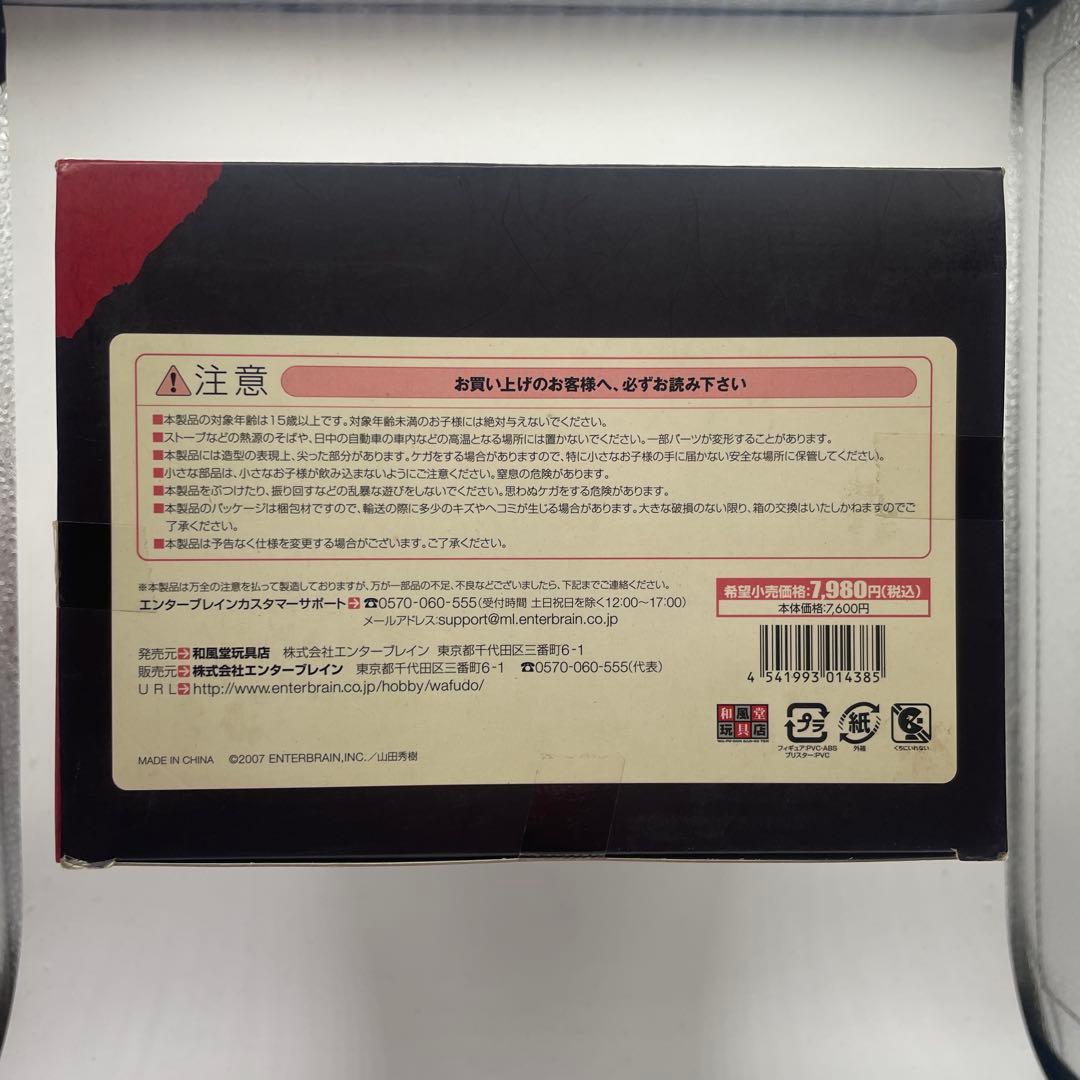 注意 お買い上げのお客様へ、必ずお読み下さい
■本製品の対象年齢は15歳以上です。対象年齢未満のお子様には絶対与えないでください。
■ストーブなどの熱源のそばや、日中の自動車の車内などの高温となる場所には置かないでください。一部パーツが変形することがあります。
■本製品には造型の表現上、尖った部分があります。ケガをする場合がありますので、特に小さなお子様の手に届かない安全な場所に保管してください。
■小さな部品は、小さなお子様が飲み込まないようにご注意ください。窒息の危険があります。
■本製品をぶつけたり、振り回すなどの乱暴な遊びをしないでください。思わぬケガをする危険があります。
■本製品のパッケージは梱包材ですので、輸送の際に多少のキズやヘコミが生じる場合があります。大きな破損のない限り、箱の交換はいたしかねますのでご
了承ください。
■本製品は予告なく仕様を変更する場合がございます。ご了承ください。
※本製品は万全の注意を払って製造しておりますが、万が一部品の不足、不良などございましたら、下記までご連絡ください。
エンターブレインカスタマーサポート ☎0570-060-555(受付時間 土日祝日を除く12:00~17:00)
メールアドレス:support@ml.enterbrain.co.jp
希望小売価格:7,980円(税込)
本体価格:7,600円
発売元 和風堂玩具店 株式会社エンターブレイン 東京都千代田区三番町6-1
販売元 株式会社エンターブレイン 東京都千代田区三番町6-1 ☎0570-060-555(代表)
URL http://www.enterbrain.co.jp/hobby/wafudo/
4 541993 014385
和風堂
玩具店
プラ
フィギュア:PVC・ABS
ブリスター:PVC
紙
外箱
くちにいれない
MADE IN CHINA ©2007 ENTERBRAIN,INC./山田秀樹